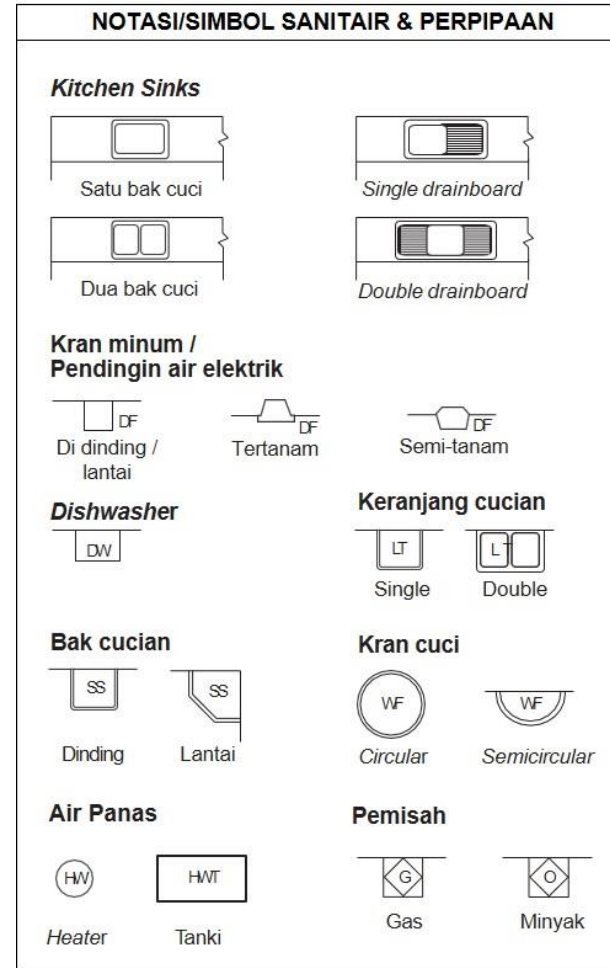 NOTASI/SIMBOL SANITAIR & PERPIPAAN
Kitchen Sinks
Satu bak cuci
Single drainboard
Dua bak cuci
Double drainboard
Kran minum /
Pendingin air elektrik
DF
DF
DF
Di dinding /
lantai
Tertanam
Semi-tanam
Dishwasher
Keranjang cucian
DW
LT
LT
Single
Double
Bak cucian
Kran cuci
SS
SS
WF
WF
Dinding
Lantai
Circular
Semicircular
Air Panas
Pemisah
HW
HWT
G
O
Heater
Tanki
Gas
Minyak